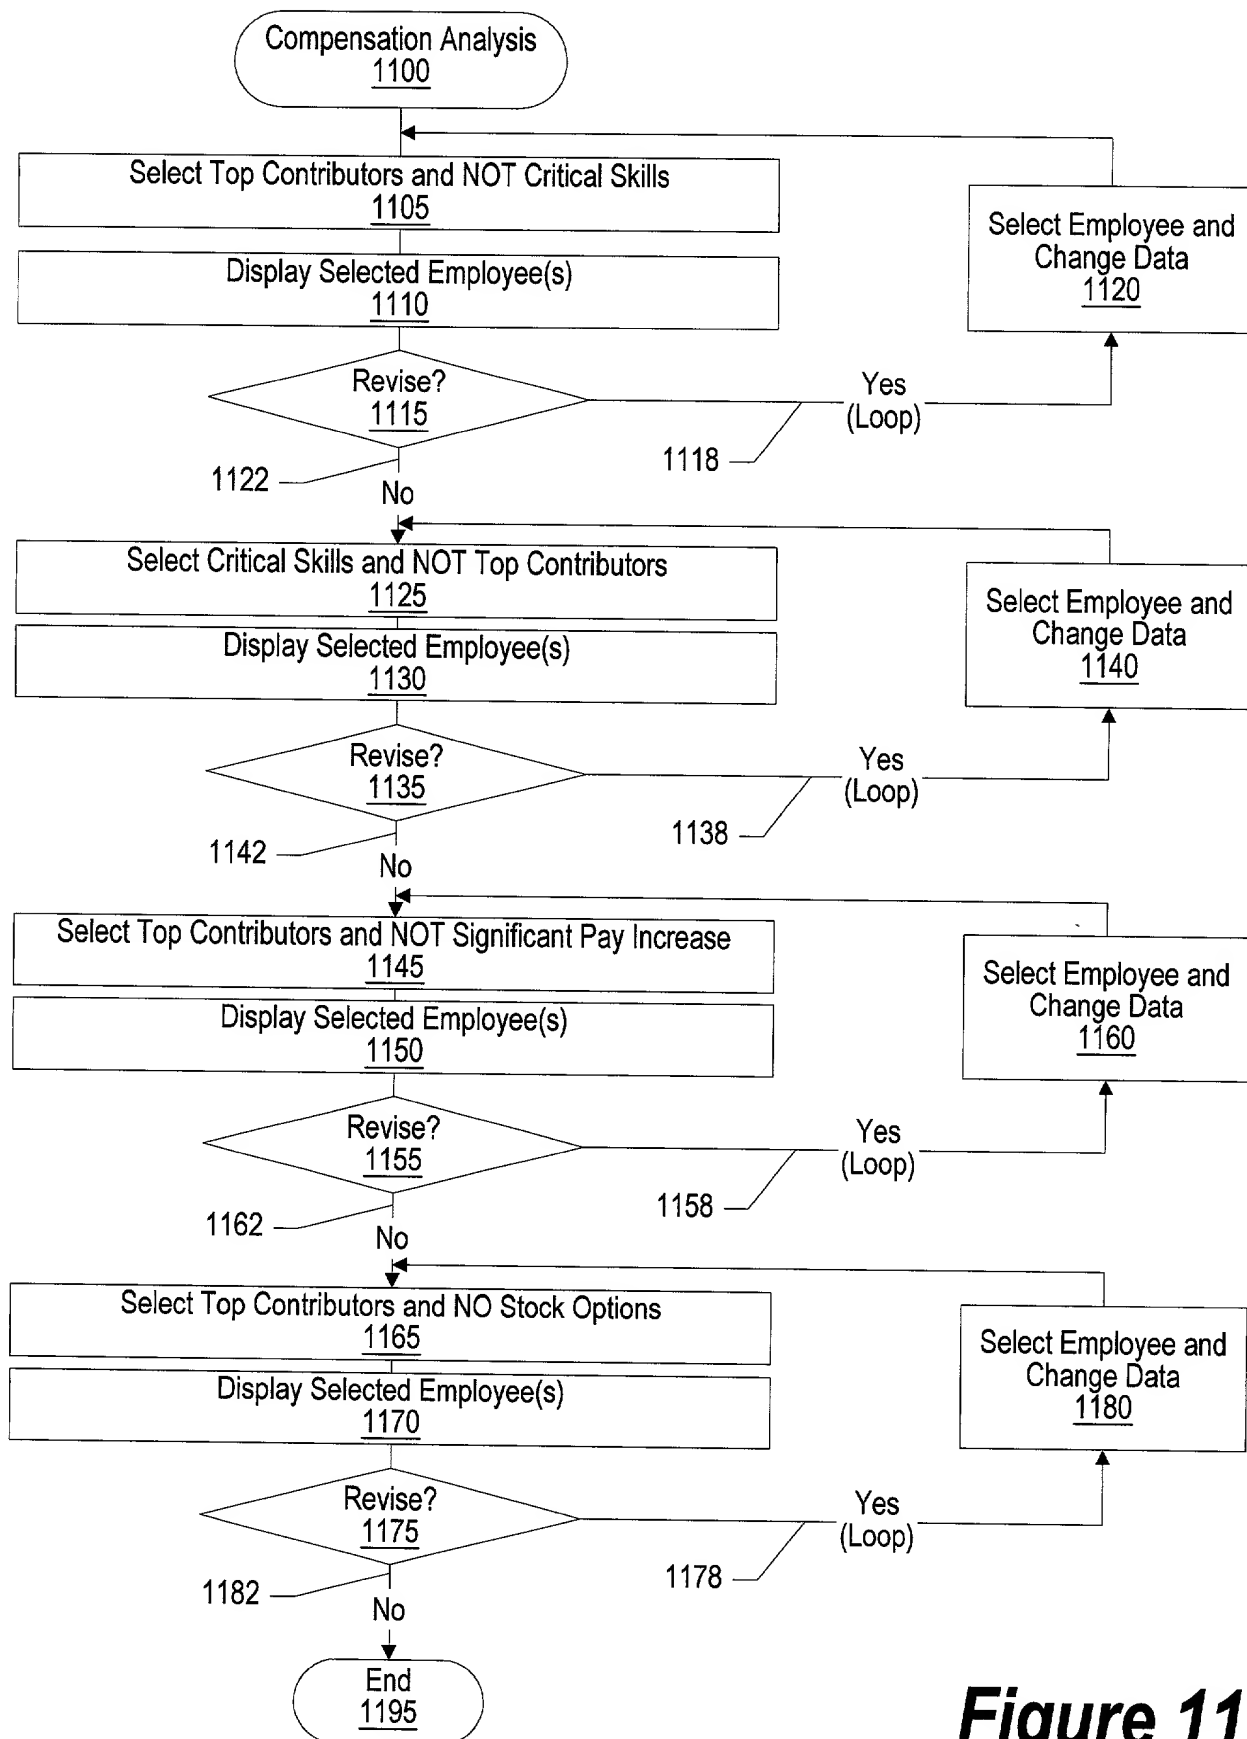 Compensation Analysis
1100
Select Top Contributors and NOT Critical Skills
1105
Display Selected Employee(s)
1110
Select Employee and
Change Data
1120
Revise?
1115
Yes
(Loop)
1118
1122
No
Select Critical Skills and NOT Top Contributors
1125
Display Selected Employee(s)
1130
Select Employee and
Change Data
1140
Revise?
1135
Yes
(Loop)
1138
1142
No
Select Top Contributors and NOT Significant Pay Increase
1145
Display Selected Employee(s)
1150
Select Employee and
Change Data
1160
Revise?
1155
Yes
(Loop)
1158
1162
No
Select Top Contributors and NO Stock Options
1165
Display Selected Employee(s)
1170
Select Employee and
Change Data
1180
Revise?
1175
Yes
(Loop)
1178
1182
No
End
1195
Figure 11